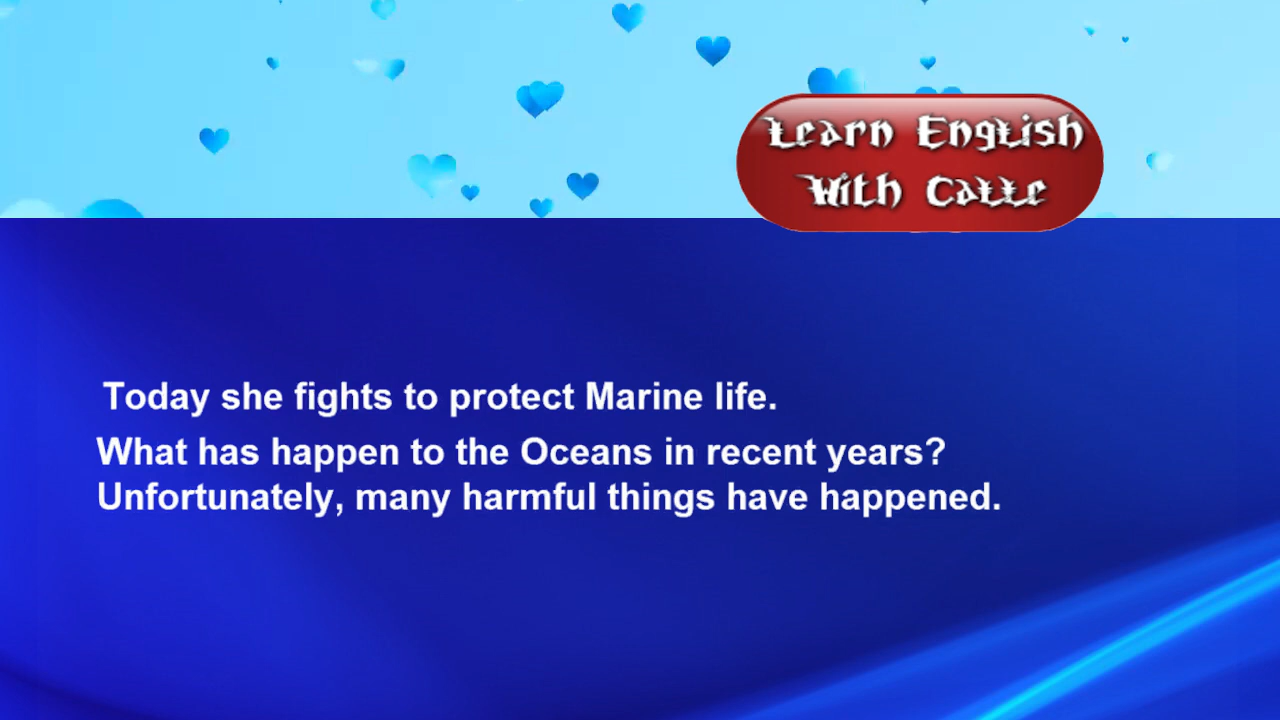 Learn English
With Calle
Today she fights to protect Marine life.
What has happen to the Oceans in recent years?
Unfortunately, many harmful things have happened.